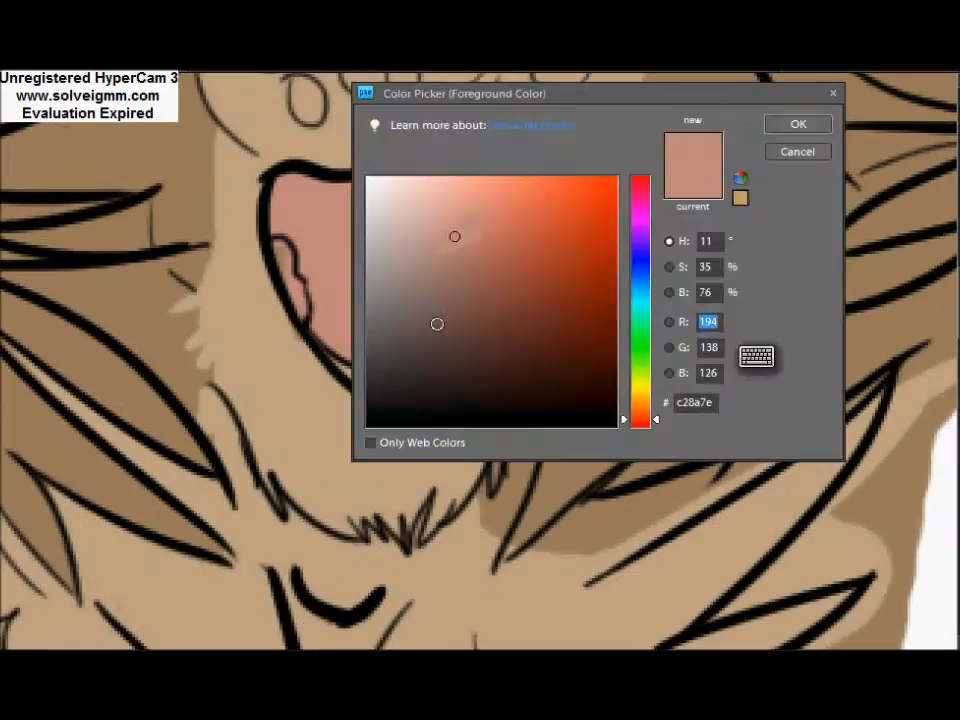 Unregistered HyperCam 3
www.solveigmm.com
Evaluation Expired
pse
Color Picker (Foreground Color)
Learn more about:
new
current
OK
Cancel
H: 11 °
S: 35 %
B: 76 %
R: 194
G: 138
B: 126
# c28a7e
Only Web Colors